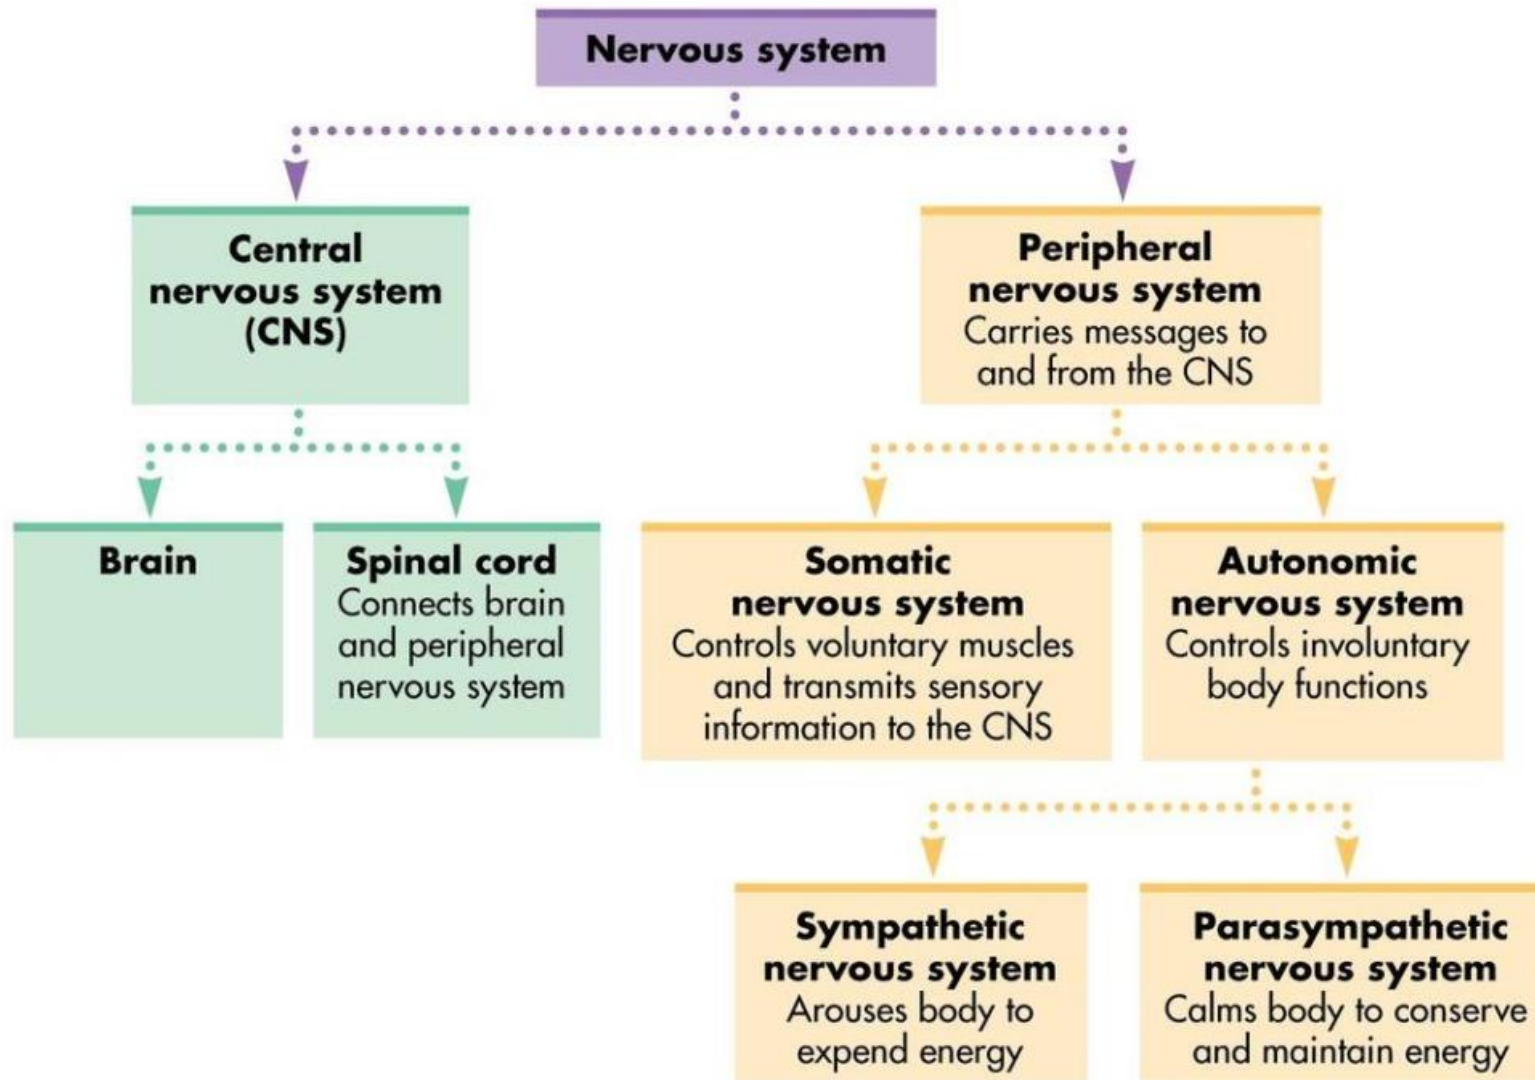 Nervous system
Central
nervous system
(CNS)
Peripheral
nervous system
Carries messages to
and from the CNS
Brain
Spinal cord
Connects brain
and peripheral
nervous system
Somatic
nervous system
Controls voluntary muscles
and transmits sensory
information to the CNS
Autonomic
nervous system
Controls involuntary
body functions
Sympathetic
nervous system
Arouses body to
expend energy
Parasympathetic
nervous system
Calms body to conserve
and maintain energy